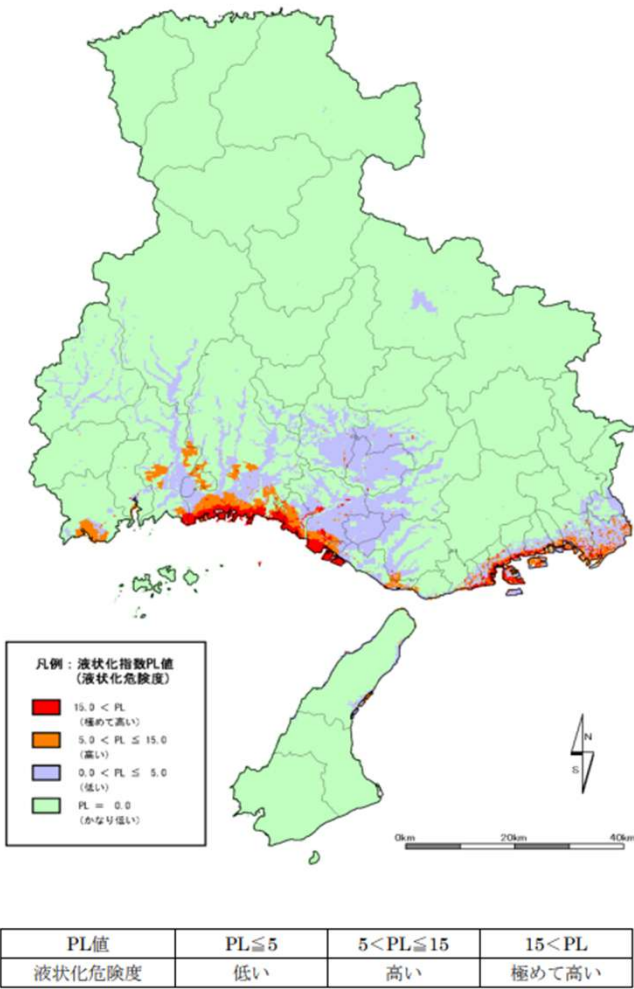 凡例：液状化指数PL値
（液状化危険度）
15.0 < PL
（極めて高い）
5.0 < PL ≦ 15.0
（高い）
0.0 < PL ≦ 5.0
（低い）
PL = 0.0
（かなり低い）
N
S
0km 20km 40km
PL値 PL≦5 5<PL≦15 15<PL
液状化危険度 低い 高い 極めて高い